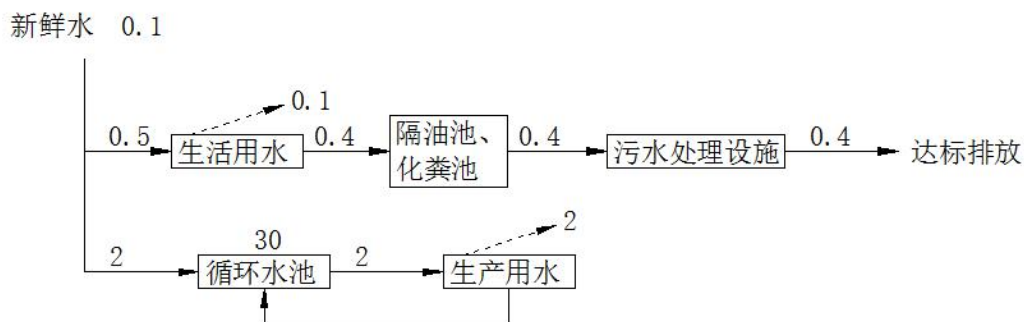 新鲜水 0.1
0.1
0.5 生活用水 0.4 隔油池、 0.4 污水处理设施 0.4 达标排放
化粪池
30 2
2 循环水池 2 生产用水